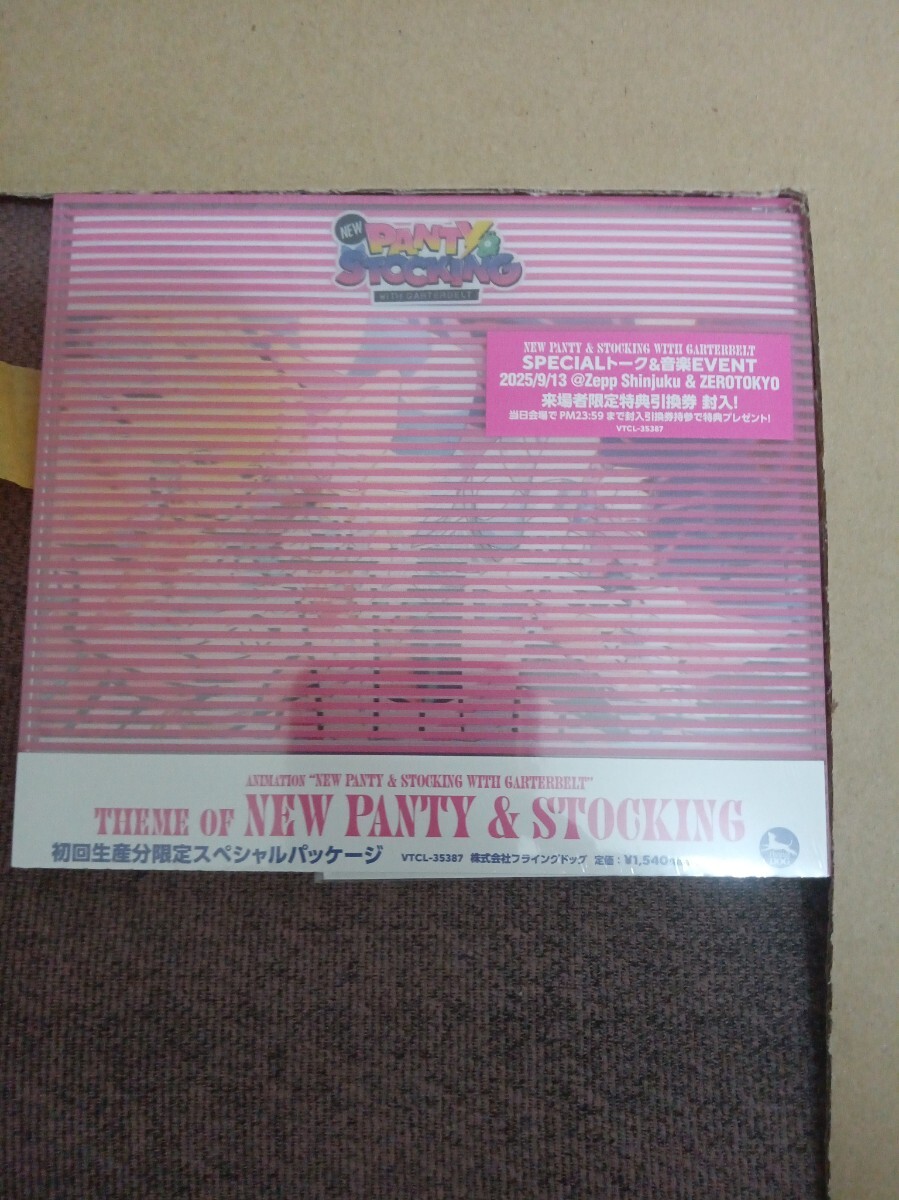 NEW
PANTY &
STOCKING
WITH GARTERBELT
NEW PANTY & STOCKING WITH GARTERBELT
SPECIALトーク&音楽EVENT
2025/9/13 @Zepp Shinjuku & ZEROTOKYO
来場者限定特典引換券 封入!
当日会場で PM23:59 まで封入引換券持参で特典プレゼント!
VTCL-35387
ANIMATION "NEW PANTY & STOCKING WITH GARTERBELT"
THEME OF NEW PANTY & STOCKING
初回生産分限定スペシャルパッケージ VTCL-35387 株式会社フライングドッグ 定価:¥1,540